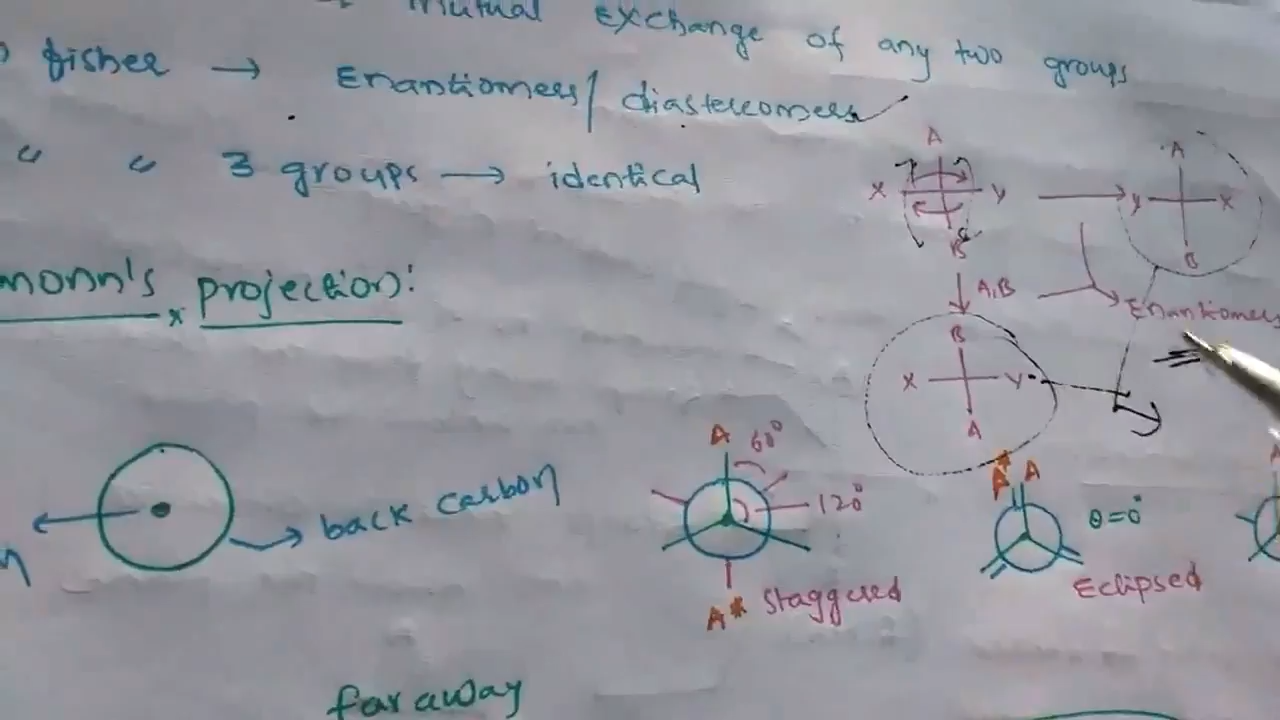 Mutual exchange of any two groups
fisher → Enantiomers/ diastereomers
" " 3 groups → identical
A
X Y
B
A
Y X
B
A,B
Enantiomers
B
X Y
A
monn's projection:
back carbon
A 60°
120°
A* Staggered
A* A
θ=0°
Eclipsed
A
far away